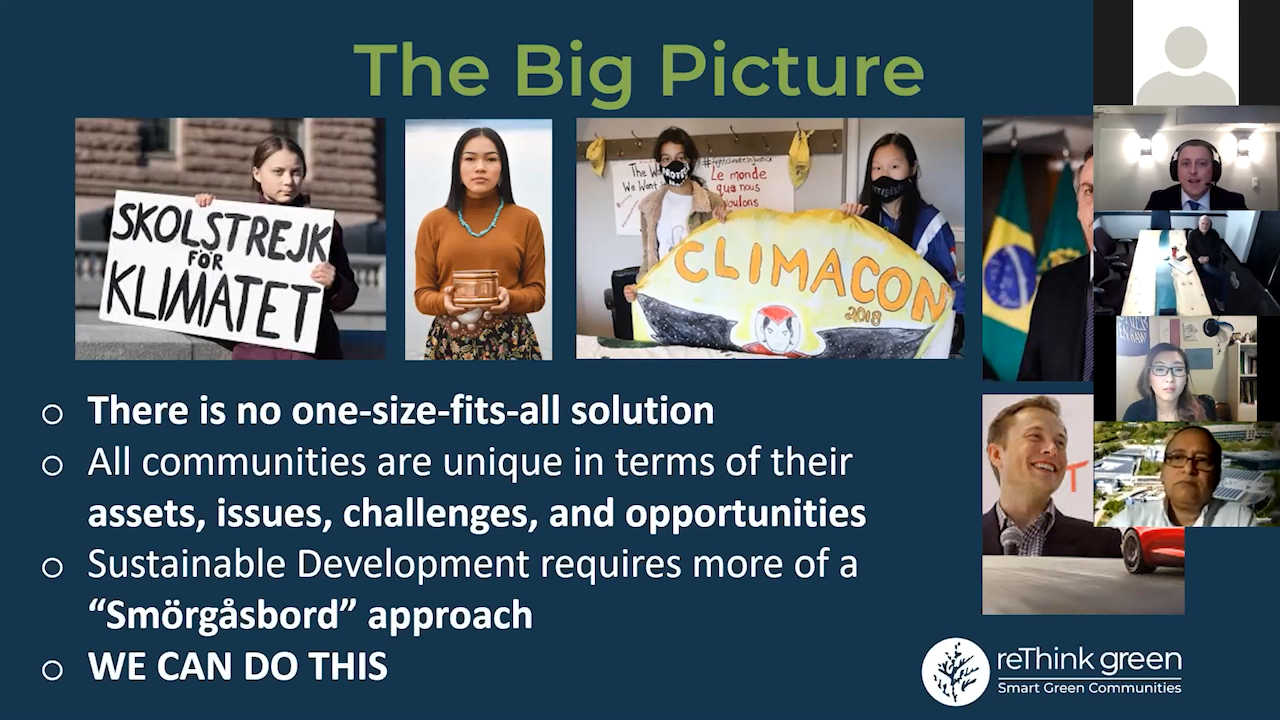 The Big Picture
SKOLSTREJK
FÖR
KLIMATET
The W
We Want
Le monde
que nous
voulons
CLIMACON
2018
T
○ There is no one-size-fits-all solution
○ All communities are unique in terms of their
assets, issues, challenges, and opportunities
○ Sustainable Development requires more of a
“Smörgåsbord” approach
○ WE CAN DO THIS
reThink green
Smart Green Communities